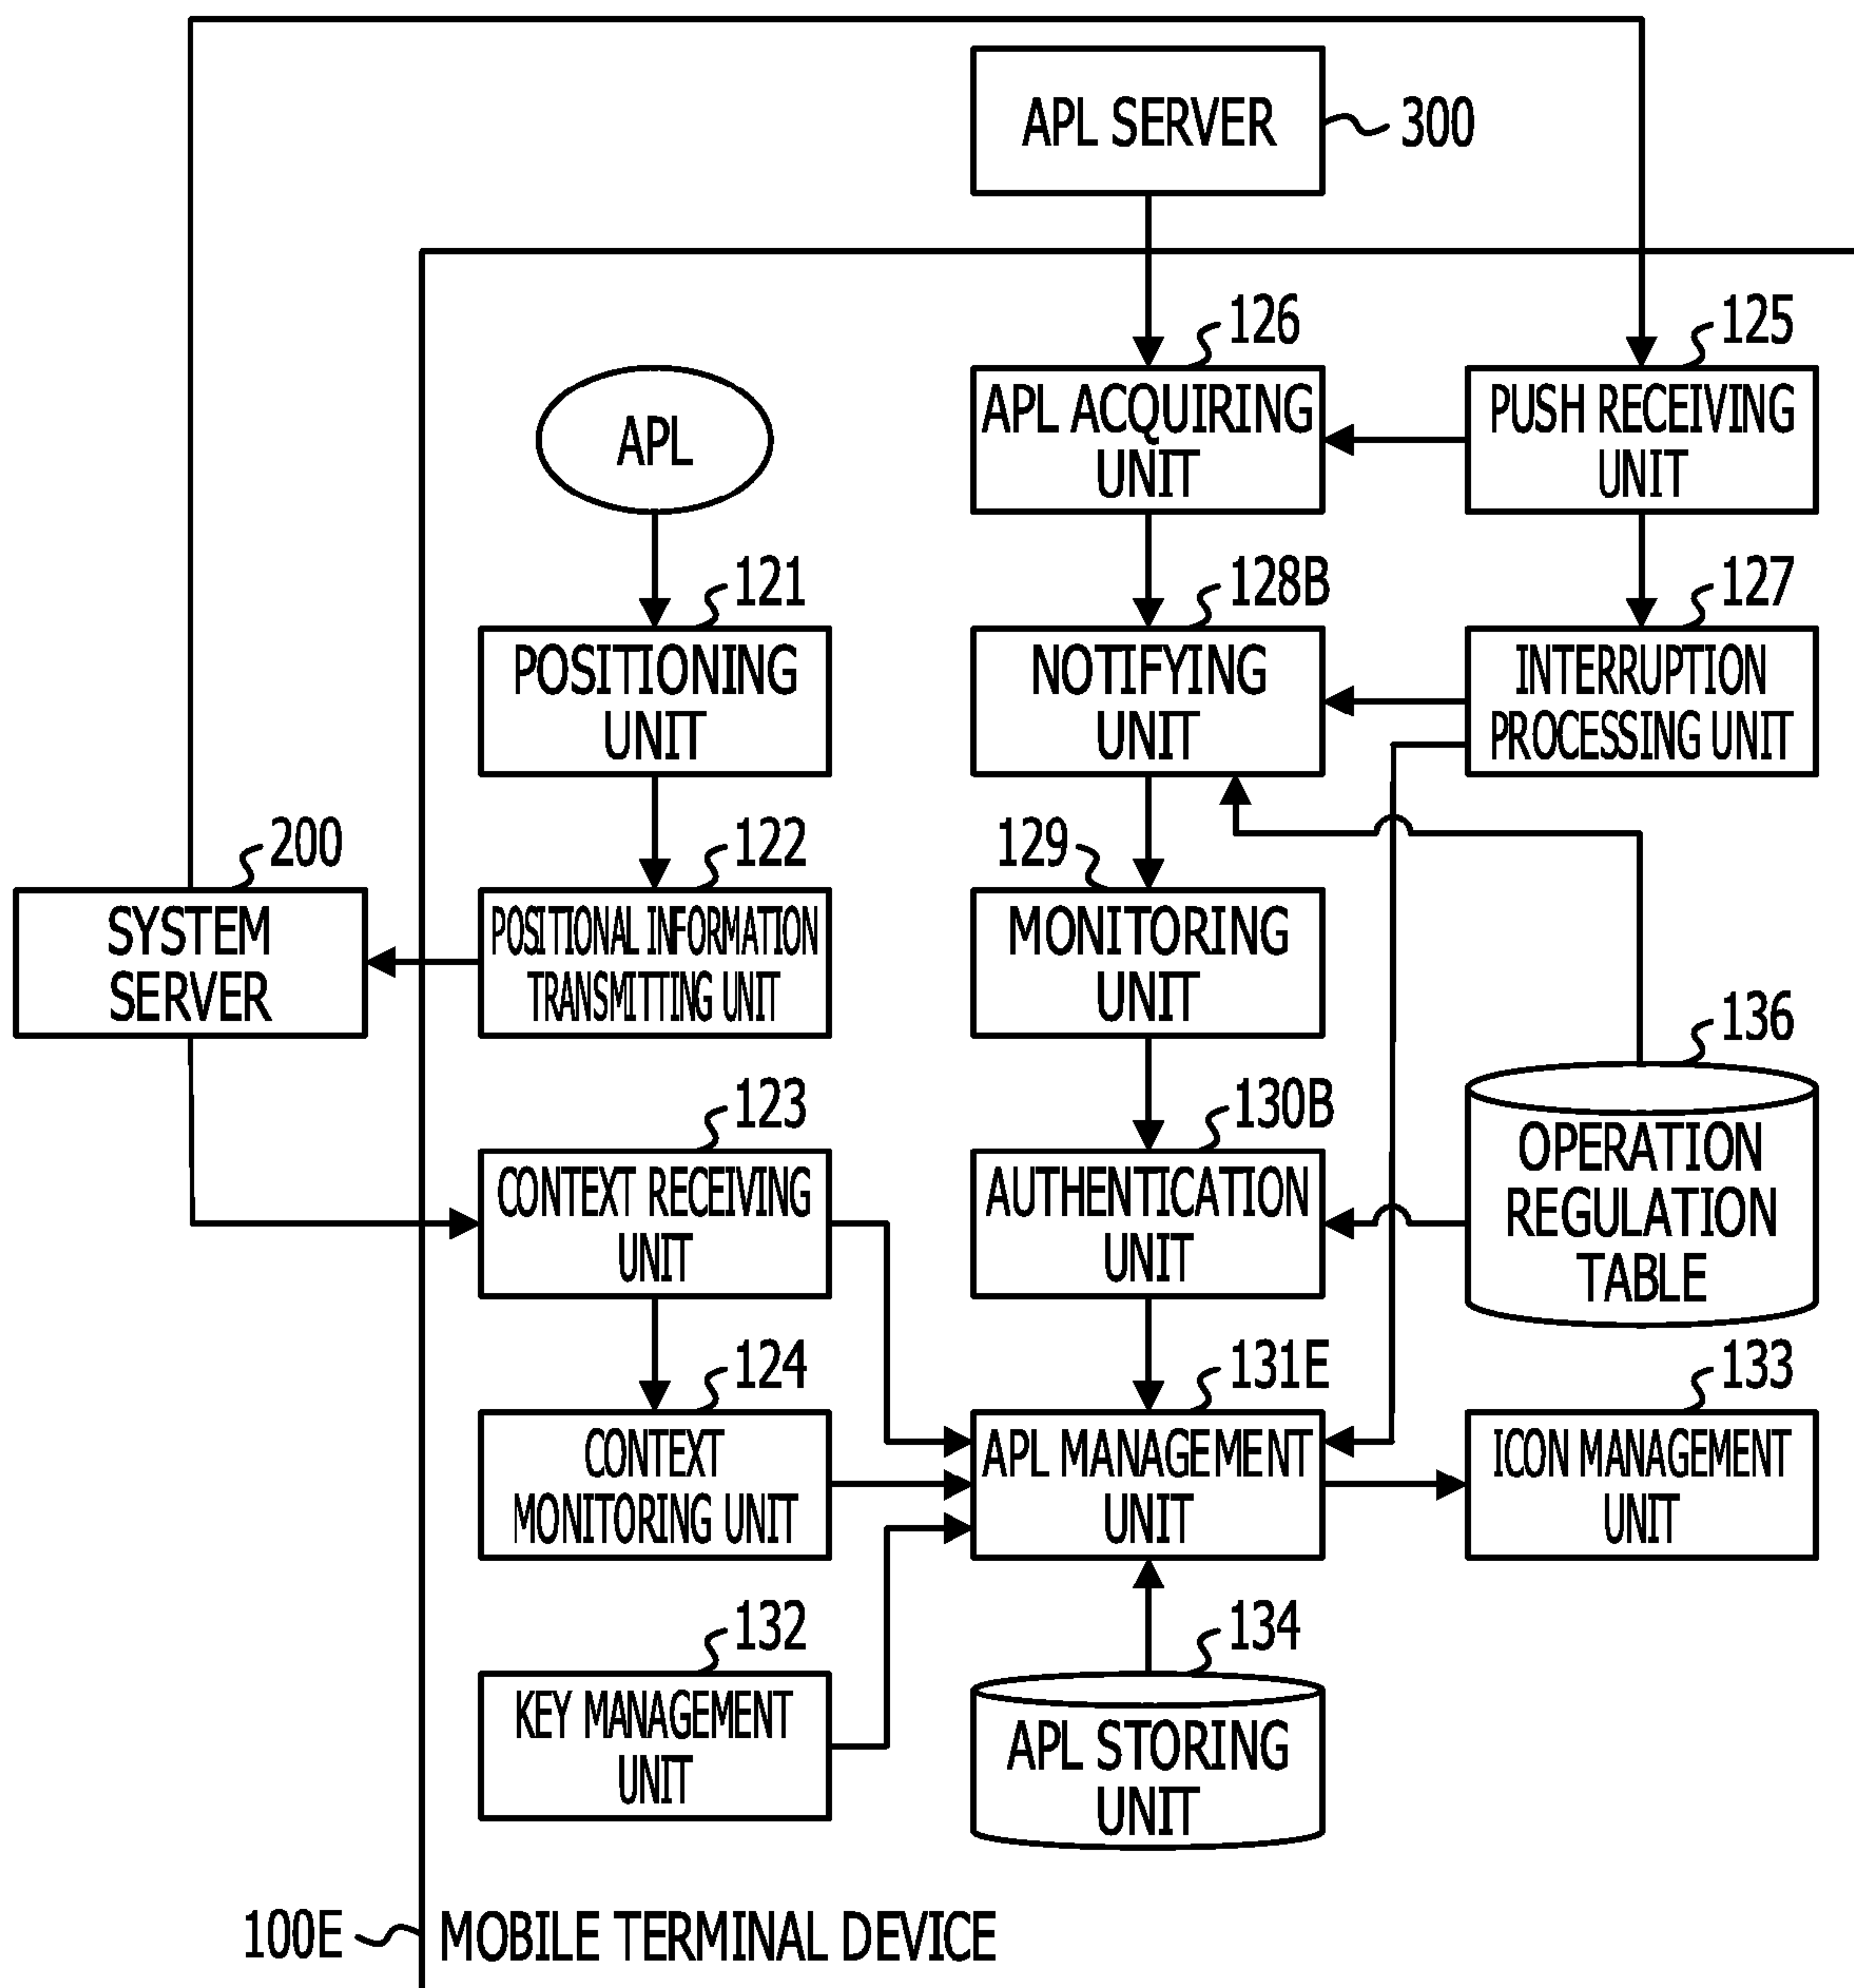 APL SERVER
300
126
125
APL
APL ACQUIRING
UNIT
PUSH RECEIVING
UNIT
121
128B
127
POSITIONING
UNIT
NOTIFYING
UNIT
INTERRUPTION
PROCESSING UNIT
200
122
129
SYSTEM
SERVER
POSITIONAL INFORMATION
TRANSMITTING UNIT
MONITORING
UNIT
136
123
130B
CONTEXT RECEIVING
UNIT
AUTHENTICATION
UNIT
OPERATION
REGULATION
TABLE
124
131E
133
CONTEXT
MONITORING UNIT
APL MANAGEMENT
UNIT
ICON MANAGEMENT
UNIT
132
134
KEY MANAGEMENT
UNIT
APL STORING
UNIT
100E
MOBILE TERMINAL DEVICE